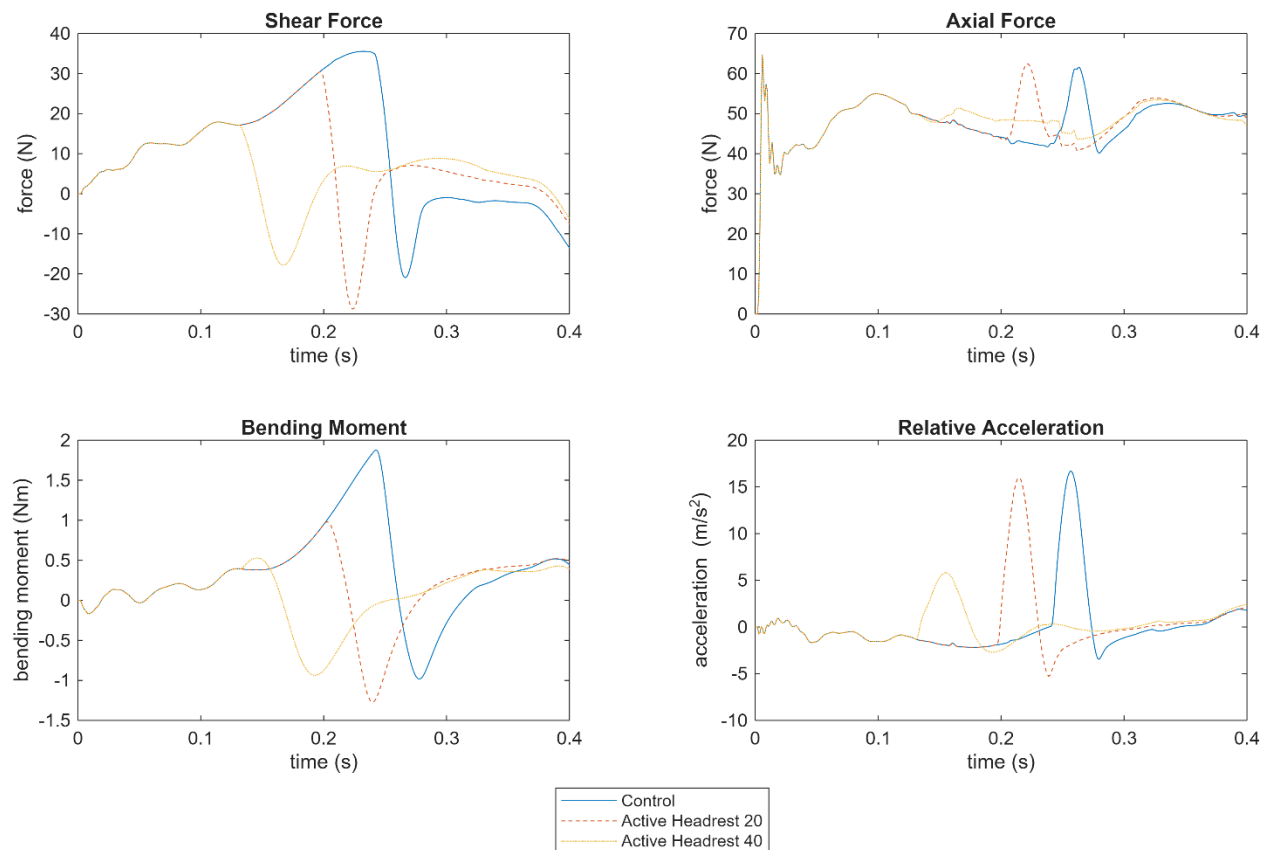 Shear Force
40
30
20
10
0
-10
-20
-30
force (N)
0 0.1 0.2 0.3 0.4
time (s)
Axial Force
70
60
50
40
30
20
10
0
force (N)
0 0.1 0.2 0.3 0.4
time (s)
Bending Moment
2
1.5
1
0.5
0
-0.5
-1
-1.5
bending moment (Nm)
0 0.1 0.2 0.3 0.4
time (s)
Relative Acceleration
20
15
10
5
0
-5
-10
acceleration (m/s²)
0 0.1 0.2 0.3 0.4
time (s)
Control
Active Headrest 20
Active Headrest 40